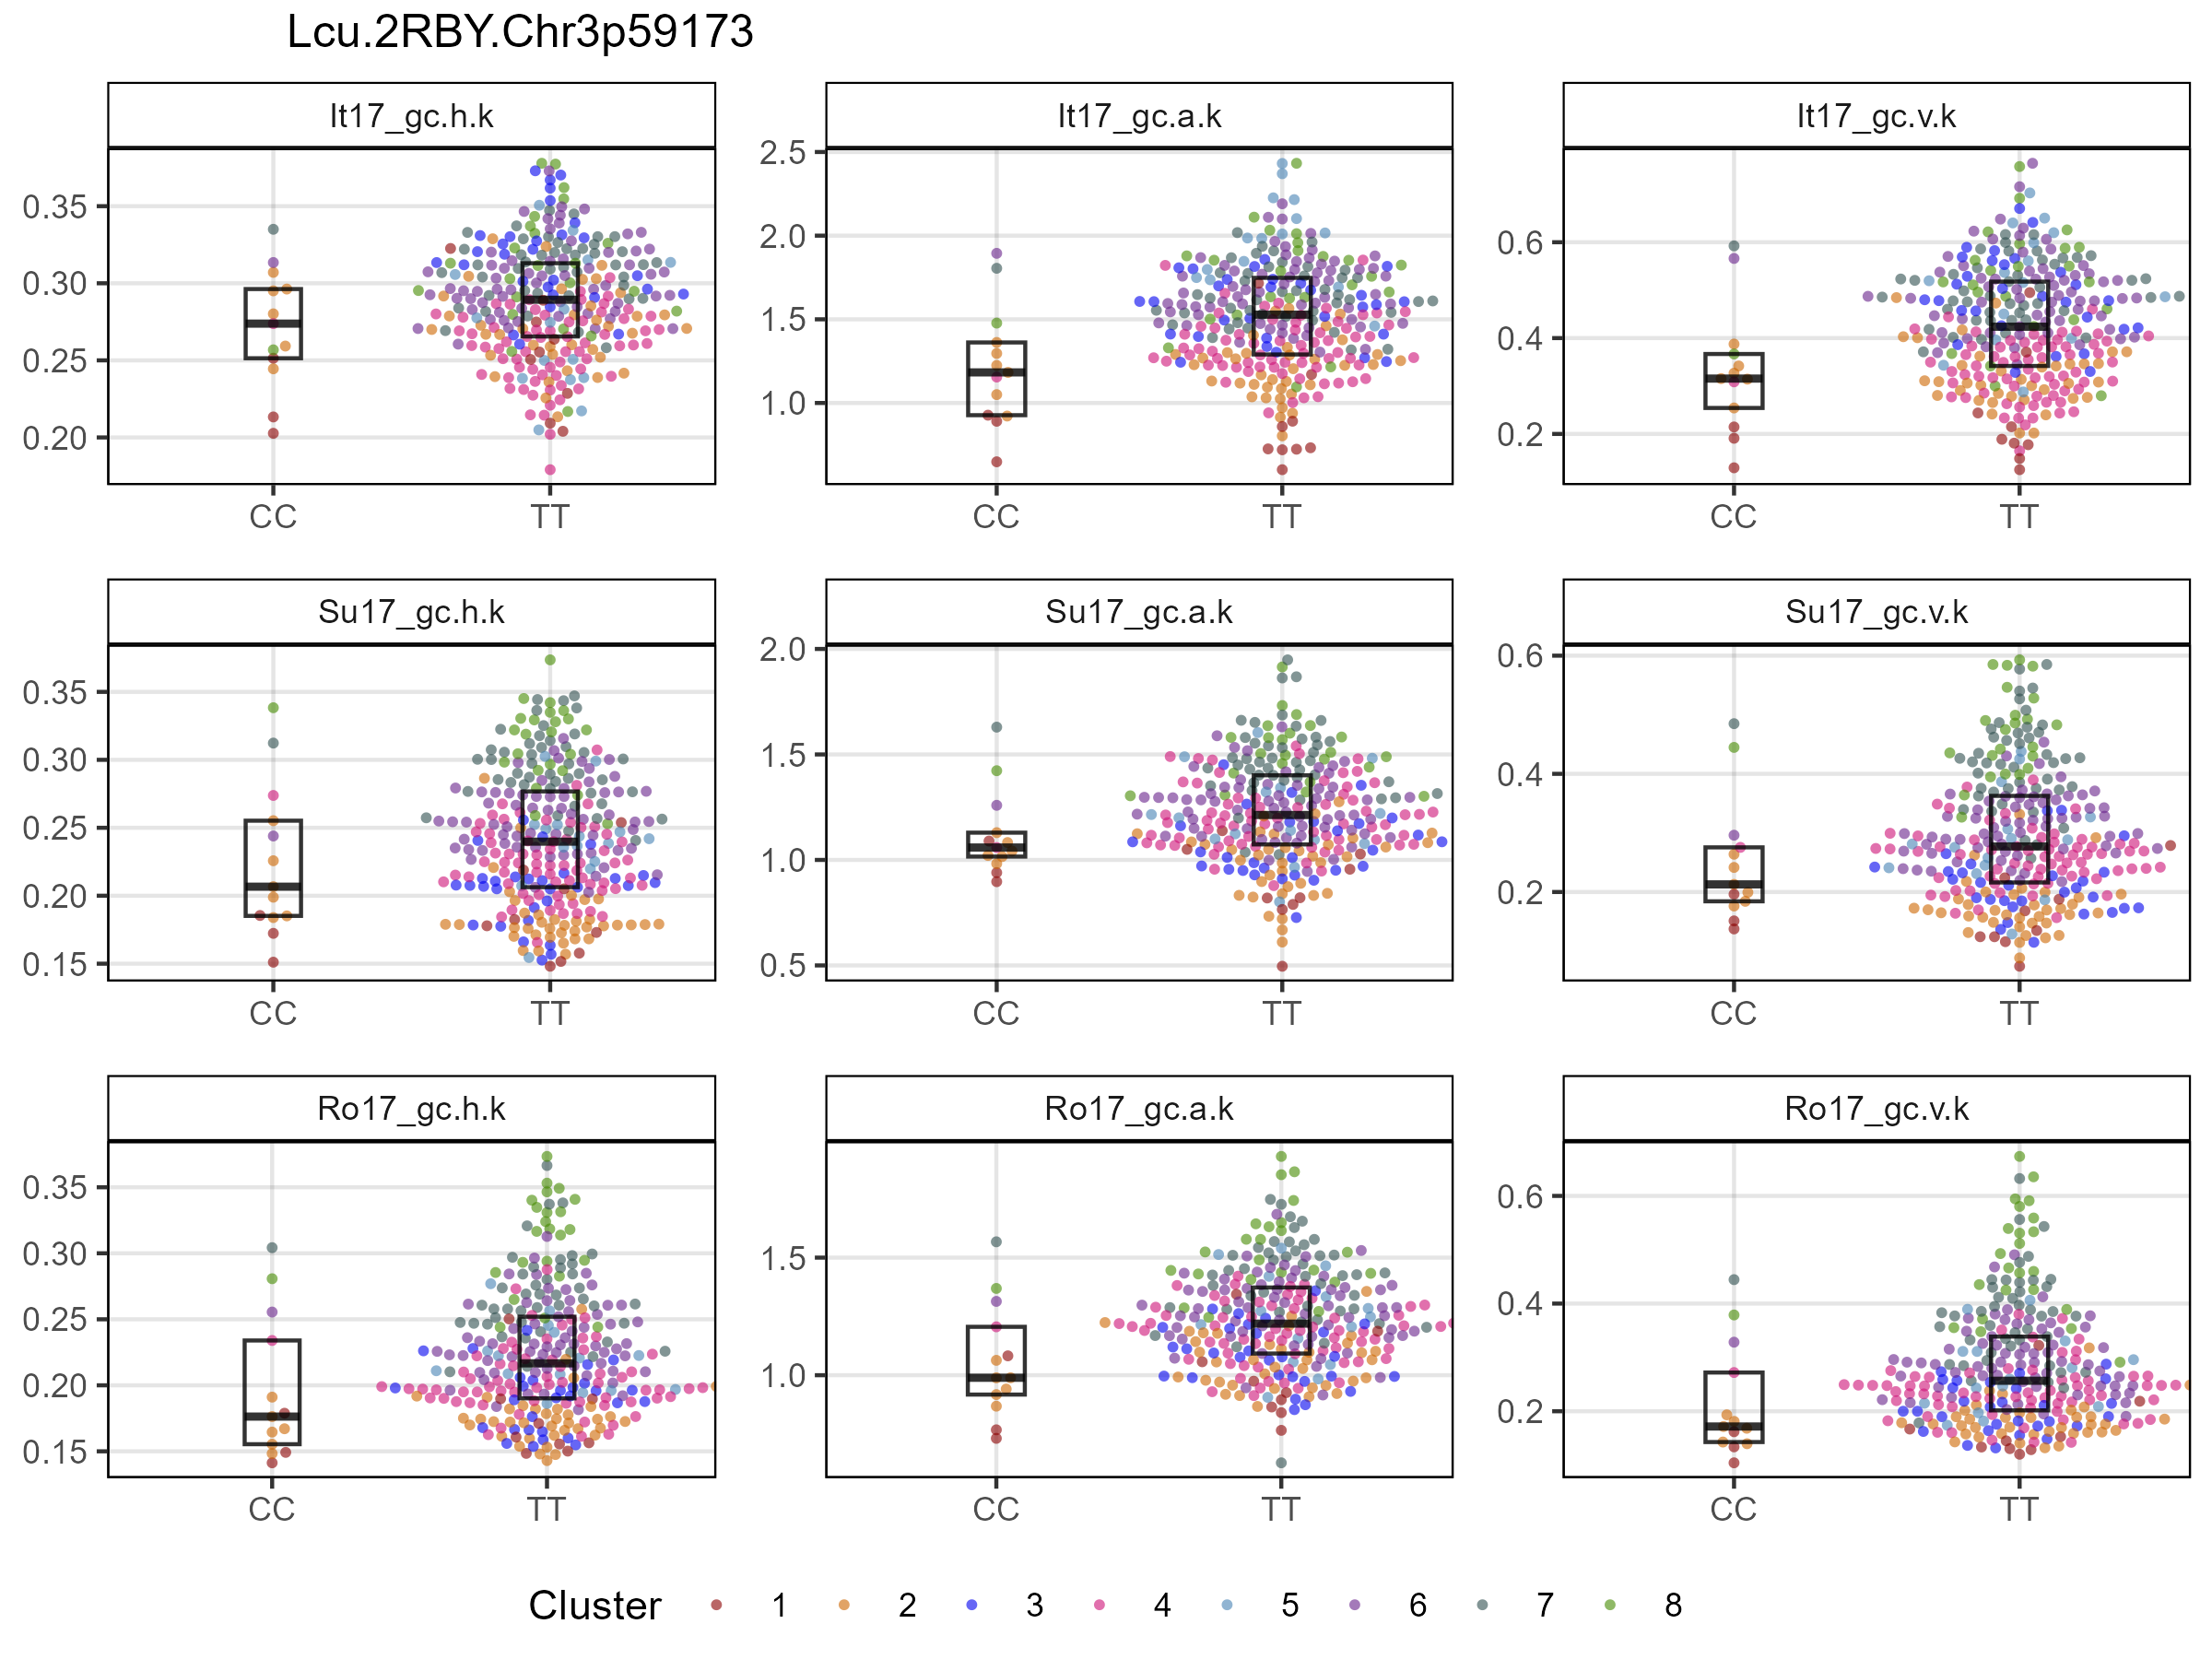 Lcu.2RBY.Chr3p59173
It17_gc.h.k
It17_gc.a.k
It17_gc.v.k
0.35
0.30
0.25
0.20
2.5
2.0
1.5
1.0
0.6
0.4
0.2
CC TT
CC TT
CC TT
Su17_gc.h.k
Su17_gc.a.k
Su17_gc.v.k
0.35
0.30
0.25
0.20
0.15
2.0
1.5
1.0
0.5
0.6
0.4
0.2
CC TT
CC TT
CC TT
Ro17_gc.h.k
Ro17_gc.a.k
Ro17_gc.v.k
0.35
0.30
0.25
0.20
0.15
1.5
1.0
0.6
0.4
0.2
CC TT
CC TT
CC TT
Cluster 1 2 3 4 5 6 7 8